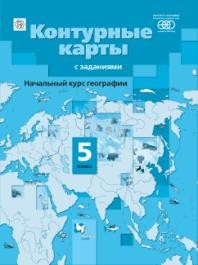 Контурные
карты
с заданиями
Начальный курс географии
5
класс